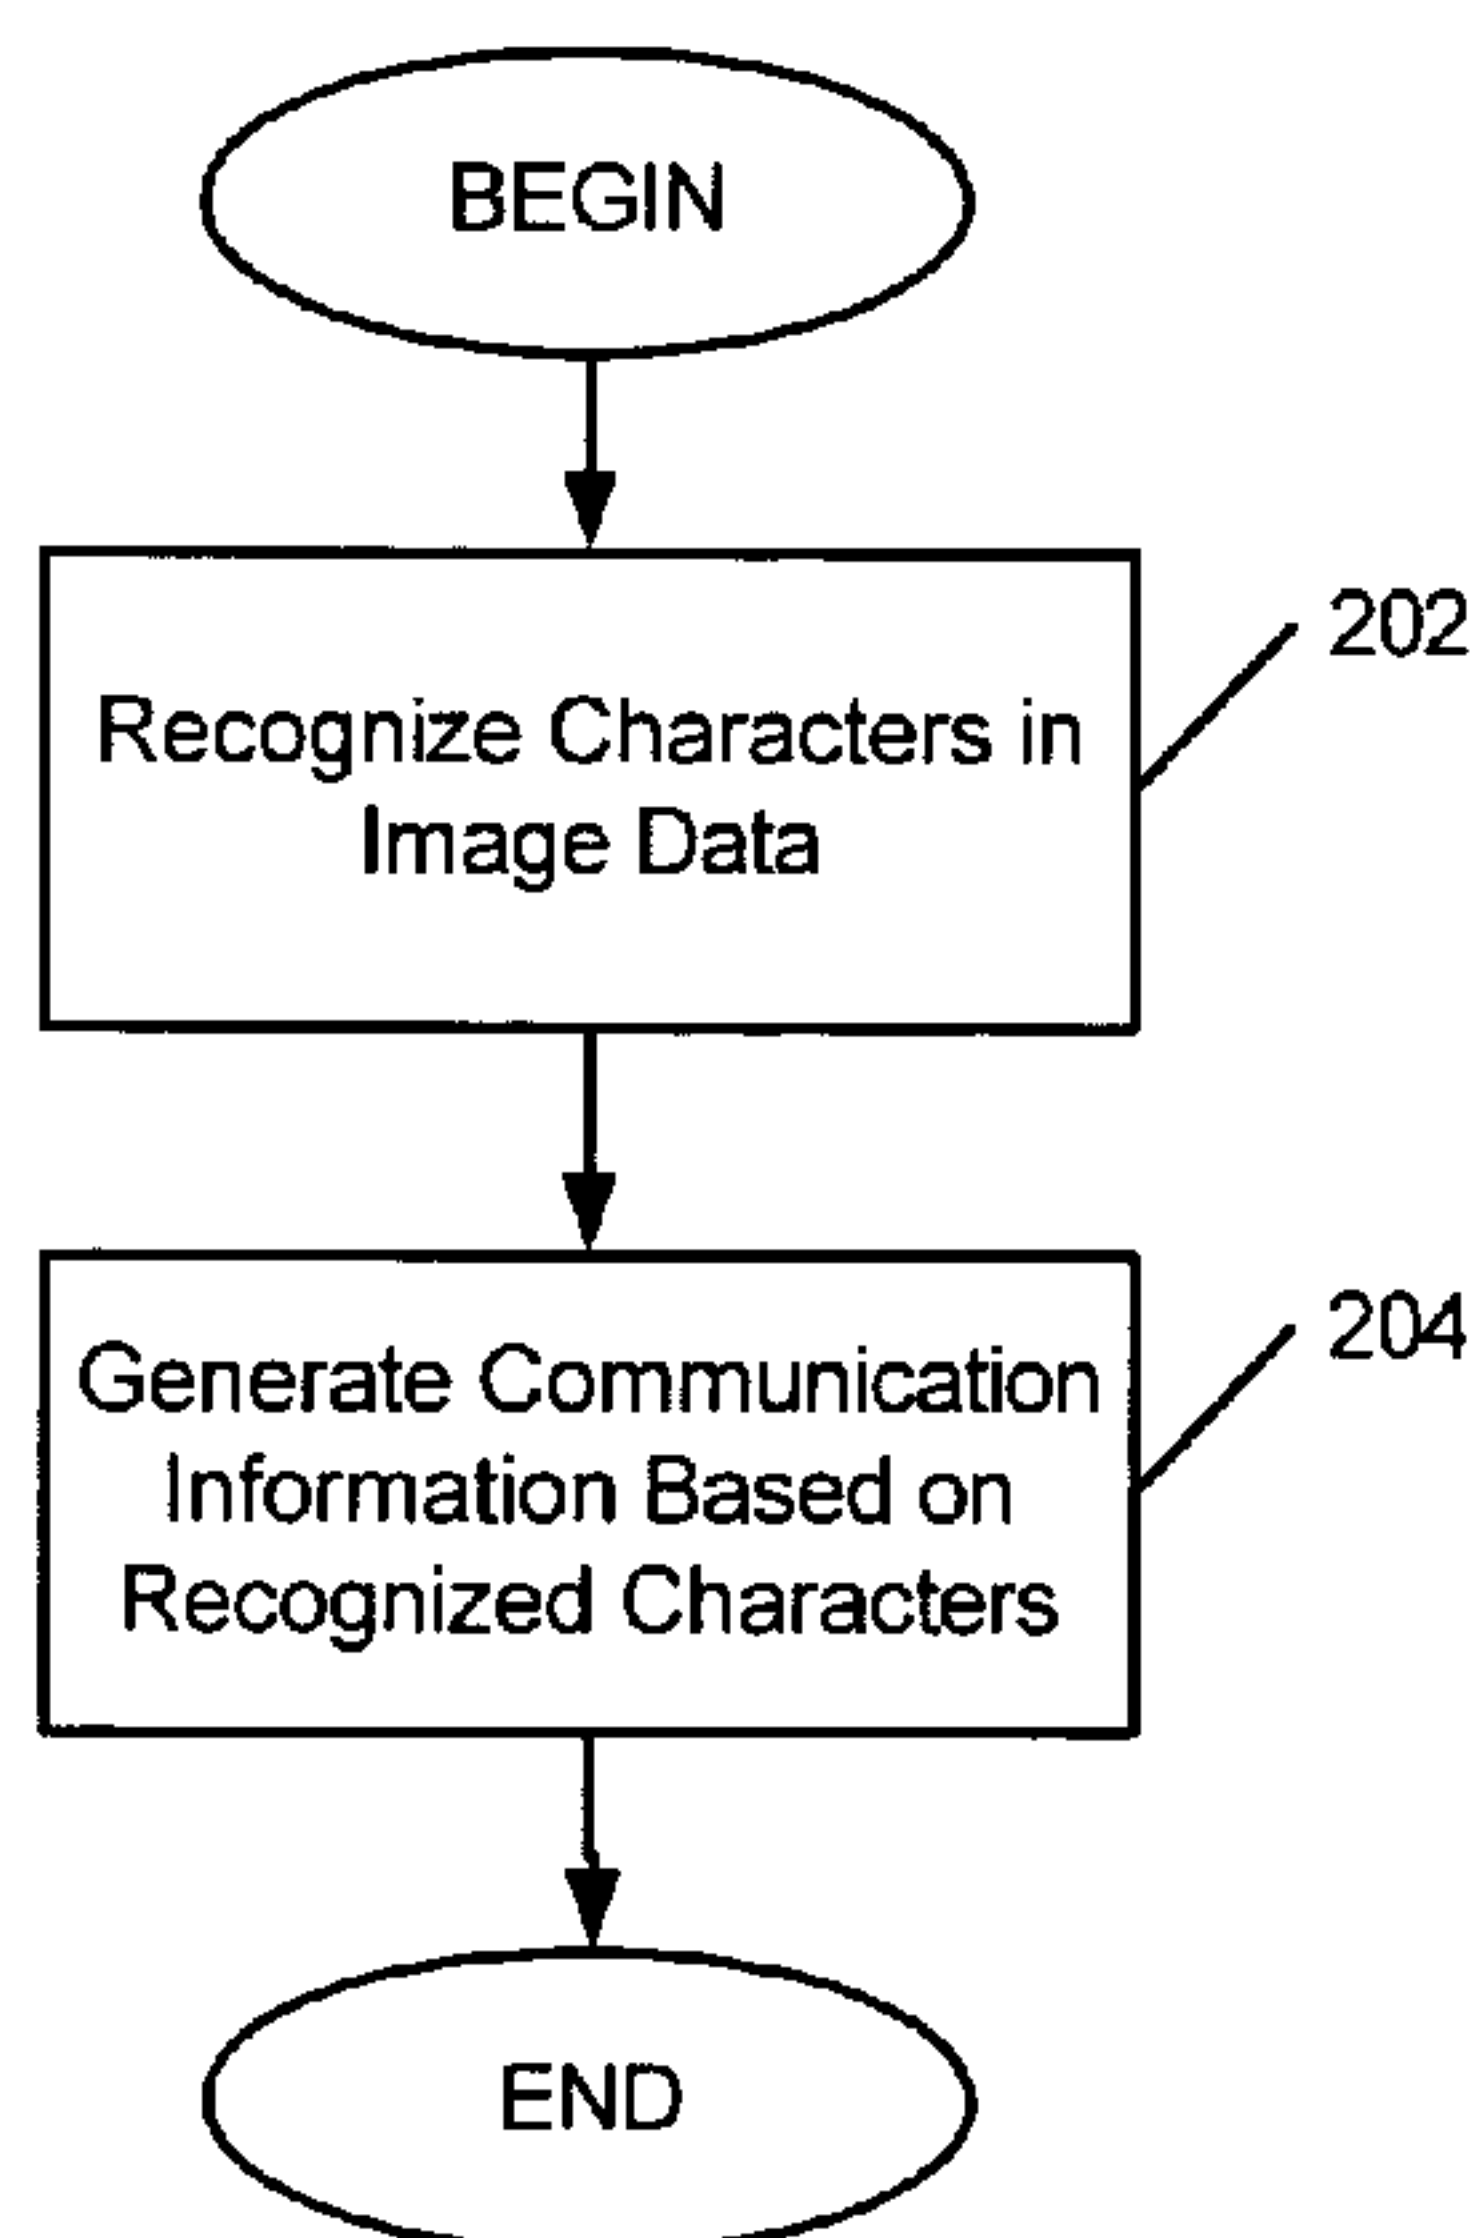 BEGIN
202
Recognize Characters in
Image Data
204
Generate Communication
Information Based on
Recognized Characters
END